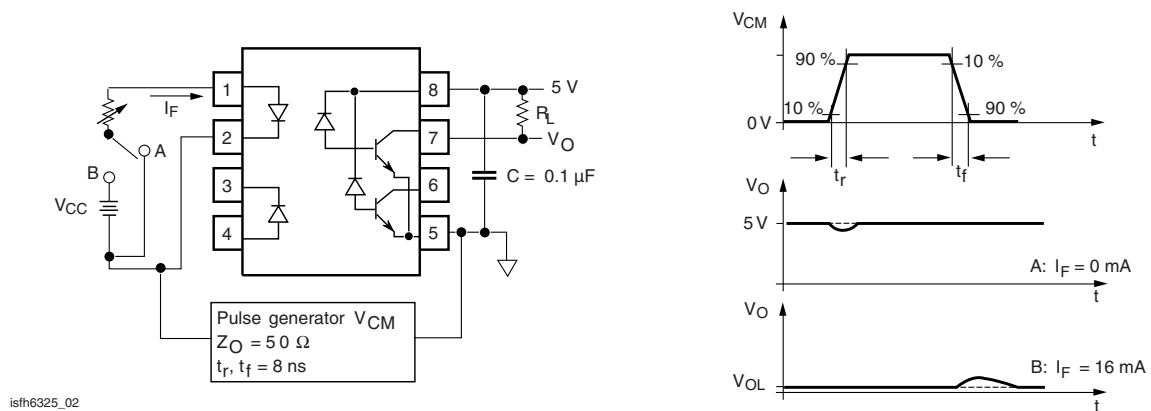 1
2
3
4
8
7
6
5
I_F
A
B
V_CC
5 V
R_L
V_O
C = 0.1 µF
Pulse generator V_CM
Z_O = 50 Ω
t_r, t_f = 8 ns
isfh6325_02
V_CM
90 %
10 %
10 %
90 %
0 V
t
t_r
t_f
V_O
5 V
A: I_F = 0 mA
t
V_O
B: I_F = 16 mA
V_OL
t